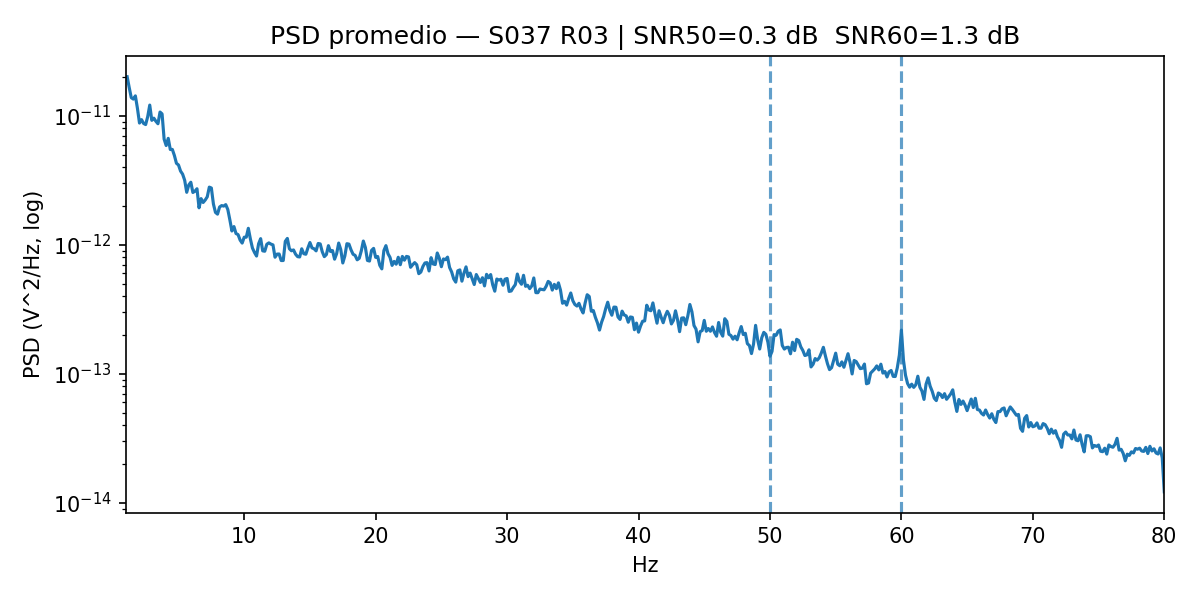 PSD promedio — S037 R03 | SNR50=0.3 dB  SNR60=1.3 dB
PSD (V^2/Hz, log)
10⁻¹¹
10⁻¹²
10⁻¹³
10⁻¹⁴
10 20 30 40 50 60 70 80
Hz